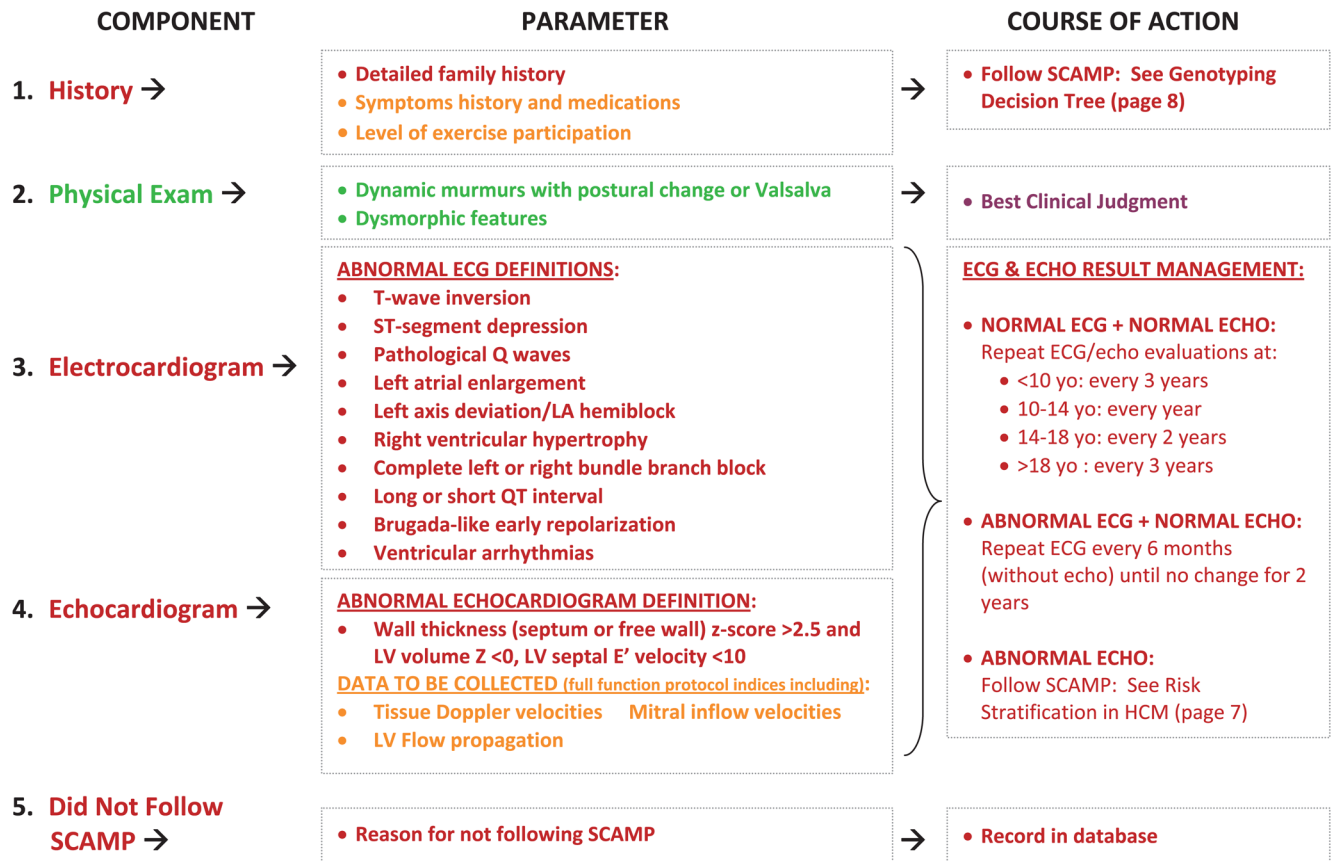 COMPONENT
PARAMETER
COURSE OF ACTION
1. History →
• Detailed family history
• Symptoms history and medications
• Level of exercise participation
→
• Follow SCAMP: See Genotyping
Decision Tree (page 8)
2. Physical Exam →
• Dynamic murmurs with postural change or Valsalva
• Dysmorphic features
→
• Best Clinical Judgment
3. Electrocardiogram →
ABNORMAL ECG DEFINITIONS:
• T-wave inversion
• ST-segment depression
• Pathological Q waves
• Left atrial enlargement
• Left axis deviation/LA hemiblock
• Right ventricular hypertrophy
• Complete left or right bundle branch block
• Long or short QT interval
• Brugada-like early repolarization
• Ventricular arrhythmias
4. Echocardiogram →
ABNORMAL ECHOCARDIOGRAM DEFINITION:
• Wall thickness (septum or free wall) z-score >2.5 and
LV volume Z <0, LV septal E’ velocity <10
DATA TO BE COLLECTED (full function protocol indices including):
• Tissue Doppler velocities Mitral inflow velocities
• LV Flow propagation
ECG & ECHO RESULT MANAGEMENT:
• NORMAL ECG + NORMAL ECHO:
Repeat ECG/echo evaluations at:
• <10 yo: every 3 years
• 10-14 yo: every year
• 14-18 yo: every 2 years
• >18 yo : every 3 years
• ABNORMAL ECG + NORMAL ECHO:
Repeat ECG every 6 months
(without echo) until no change for 2
years
• ABNORMAL ECHO:
Follow SCAMP: See Risk
Stratification in HCM (page 7)
5. Did Not Follow
SCAMP →
• Reason for not following SCAMP
→
• Record in database